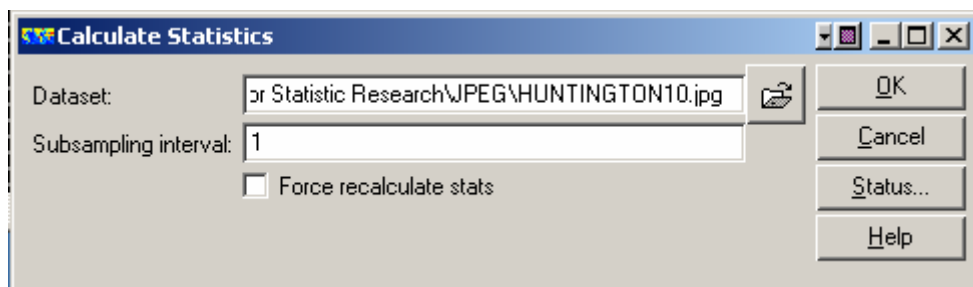 Calculate Statistics
Dataset: or Statistic Research\JPEG\HUNTINGTON10.jpg
Subsampling interval: 1
Force recalculate stats
OK
Cancel
Status...
Help